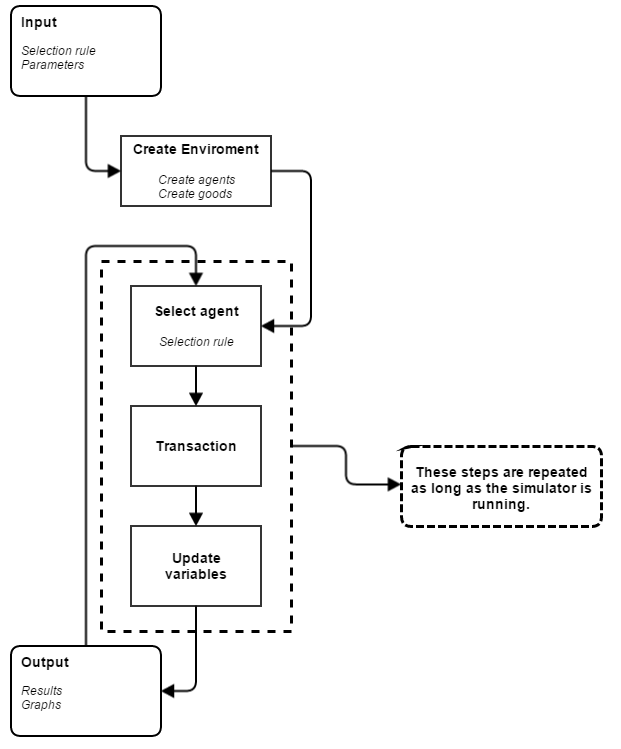 Input
Selection rule
Parameters
Create Enviroment
Create agents
Create goods
Select agent
Selection rule
Transaction
These steps are repeated
as long as the simulator is
running.
Update
variables
Output
Results
Graphs